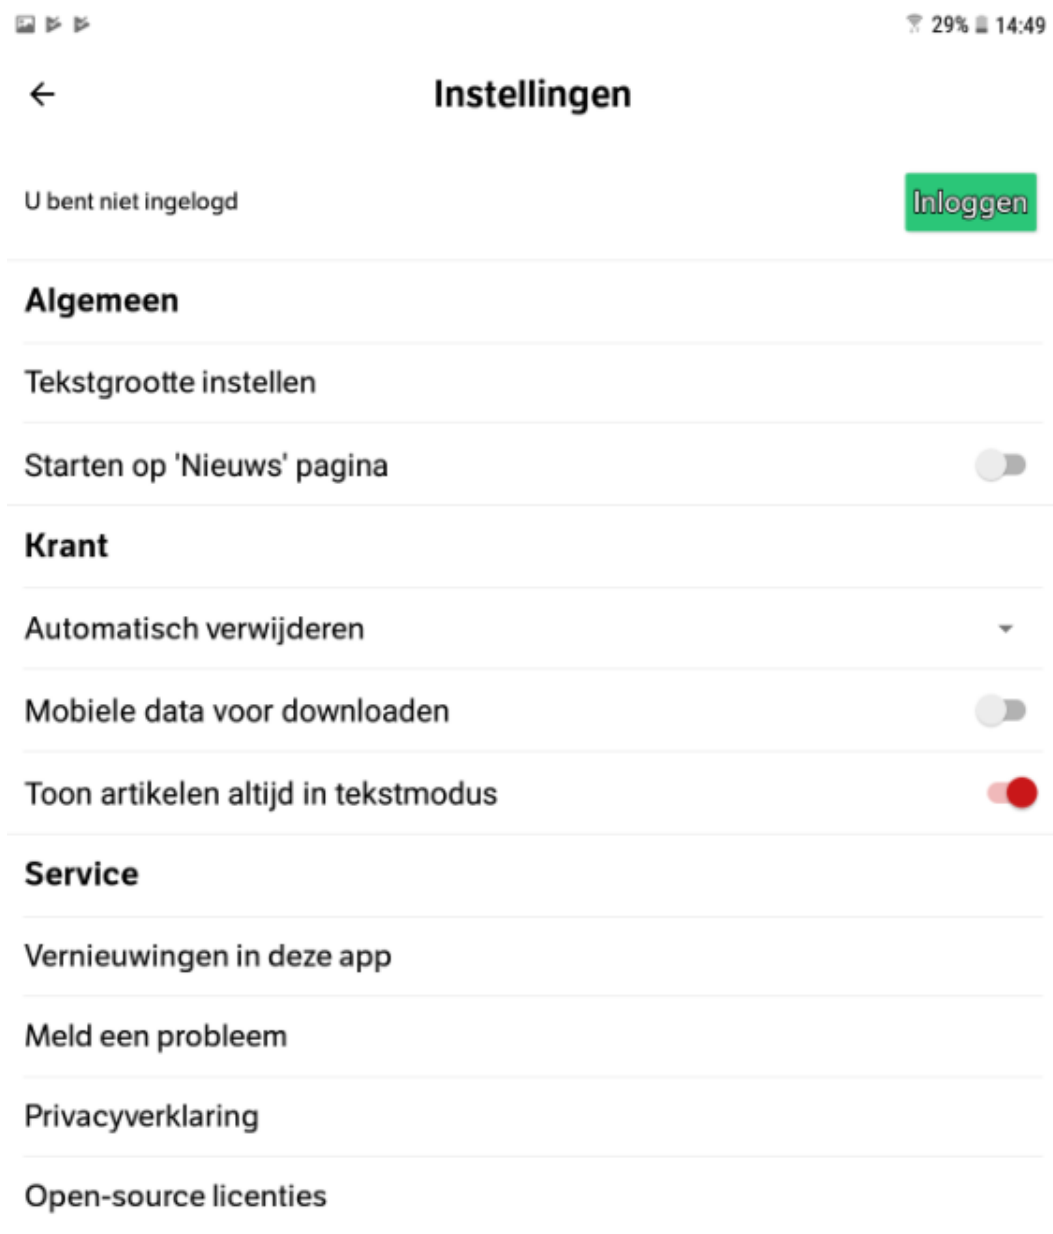 29% 14:49
Instellingen
U bent niet ingelogd Inloggen
Algemeen
Tekstgrootte instellen
Starten op 'Nieuws' pagina
Krant
Automatisch verwijderen
Mobiele data voor downloaden
Toon artikelen altijd in tekstmodus
Service
Vernieuwingen in deze app
Meld een probleem
Privacyverklaring
Open-source licenties